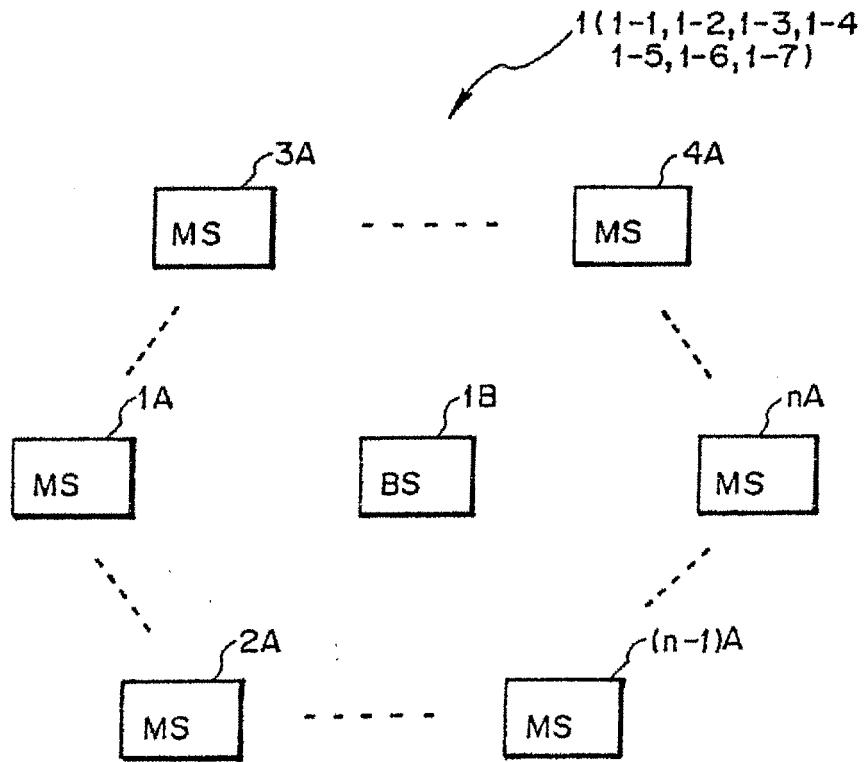 1(1-1,1-2,1-3,1-4
1-5,1-6,1-7)
3A
4A
MS
MS
1A
1B
nA
MS
BS
MS
2A
(n-1)A
MS
MS